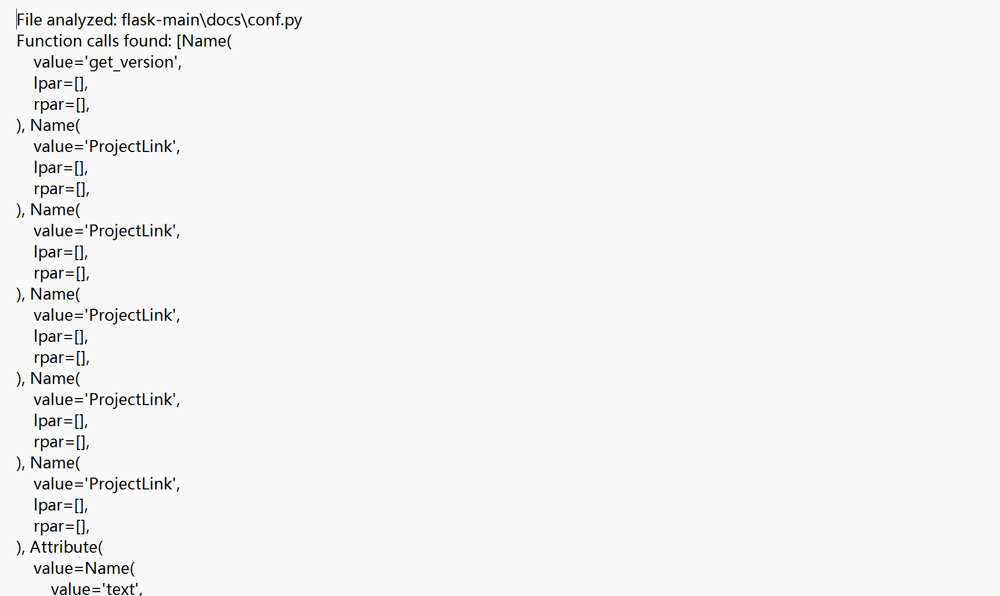 File analyzed: flask-main\docs\conf.py
Function calls found: [Name(
    value='get_version',
    lpar=[],
    rpar=[],
), Name(
    value='ProjectLink',
    lpar=[],
    rpar=[],
), Name(
    value='ProjectLink',
    lpar=[],
    rpar=[],
), Name(
    value='ProjectLink',
    lpar=[],
    rpar=[],
), Name(
    value='ProjectLink',
    lpar=[],
    rpar=[],
), Name(
    value='ProjectLink',
    lpar=[],
    rpar=[],
), Attribute(
    value=Name(
        value='text',